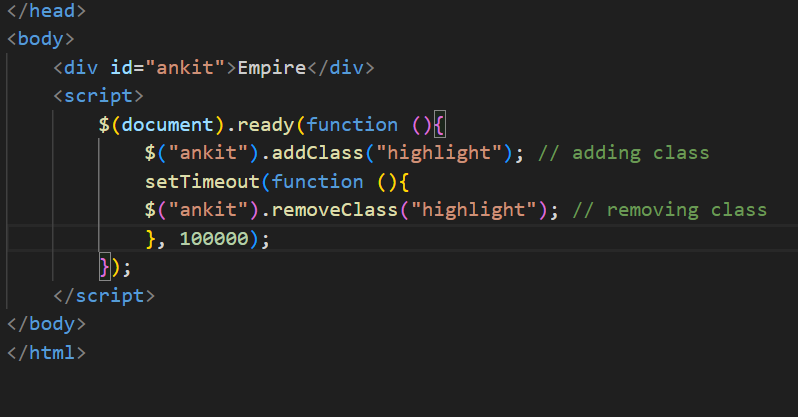 </head>
<body>
    <div id="ankit">Empire</div>
    <script>
        $(document).ready(function (){
            $("ankit").addClass("highlight"); // adding class
            setTimeout(function (){
            $("ankit").removeClass("highlight"); // removing class
            }, 100000);
        });
    </script>
</body>
</html>